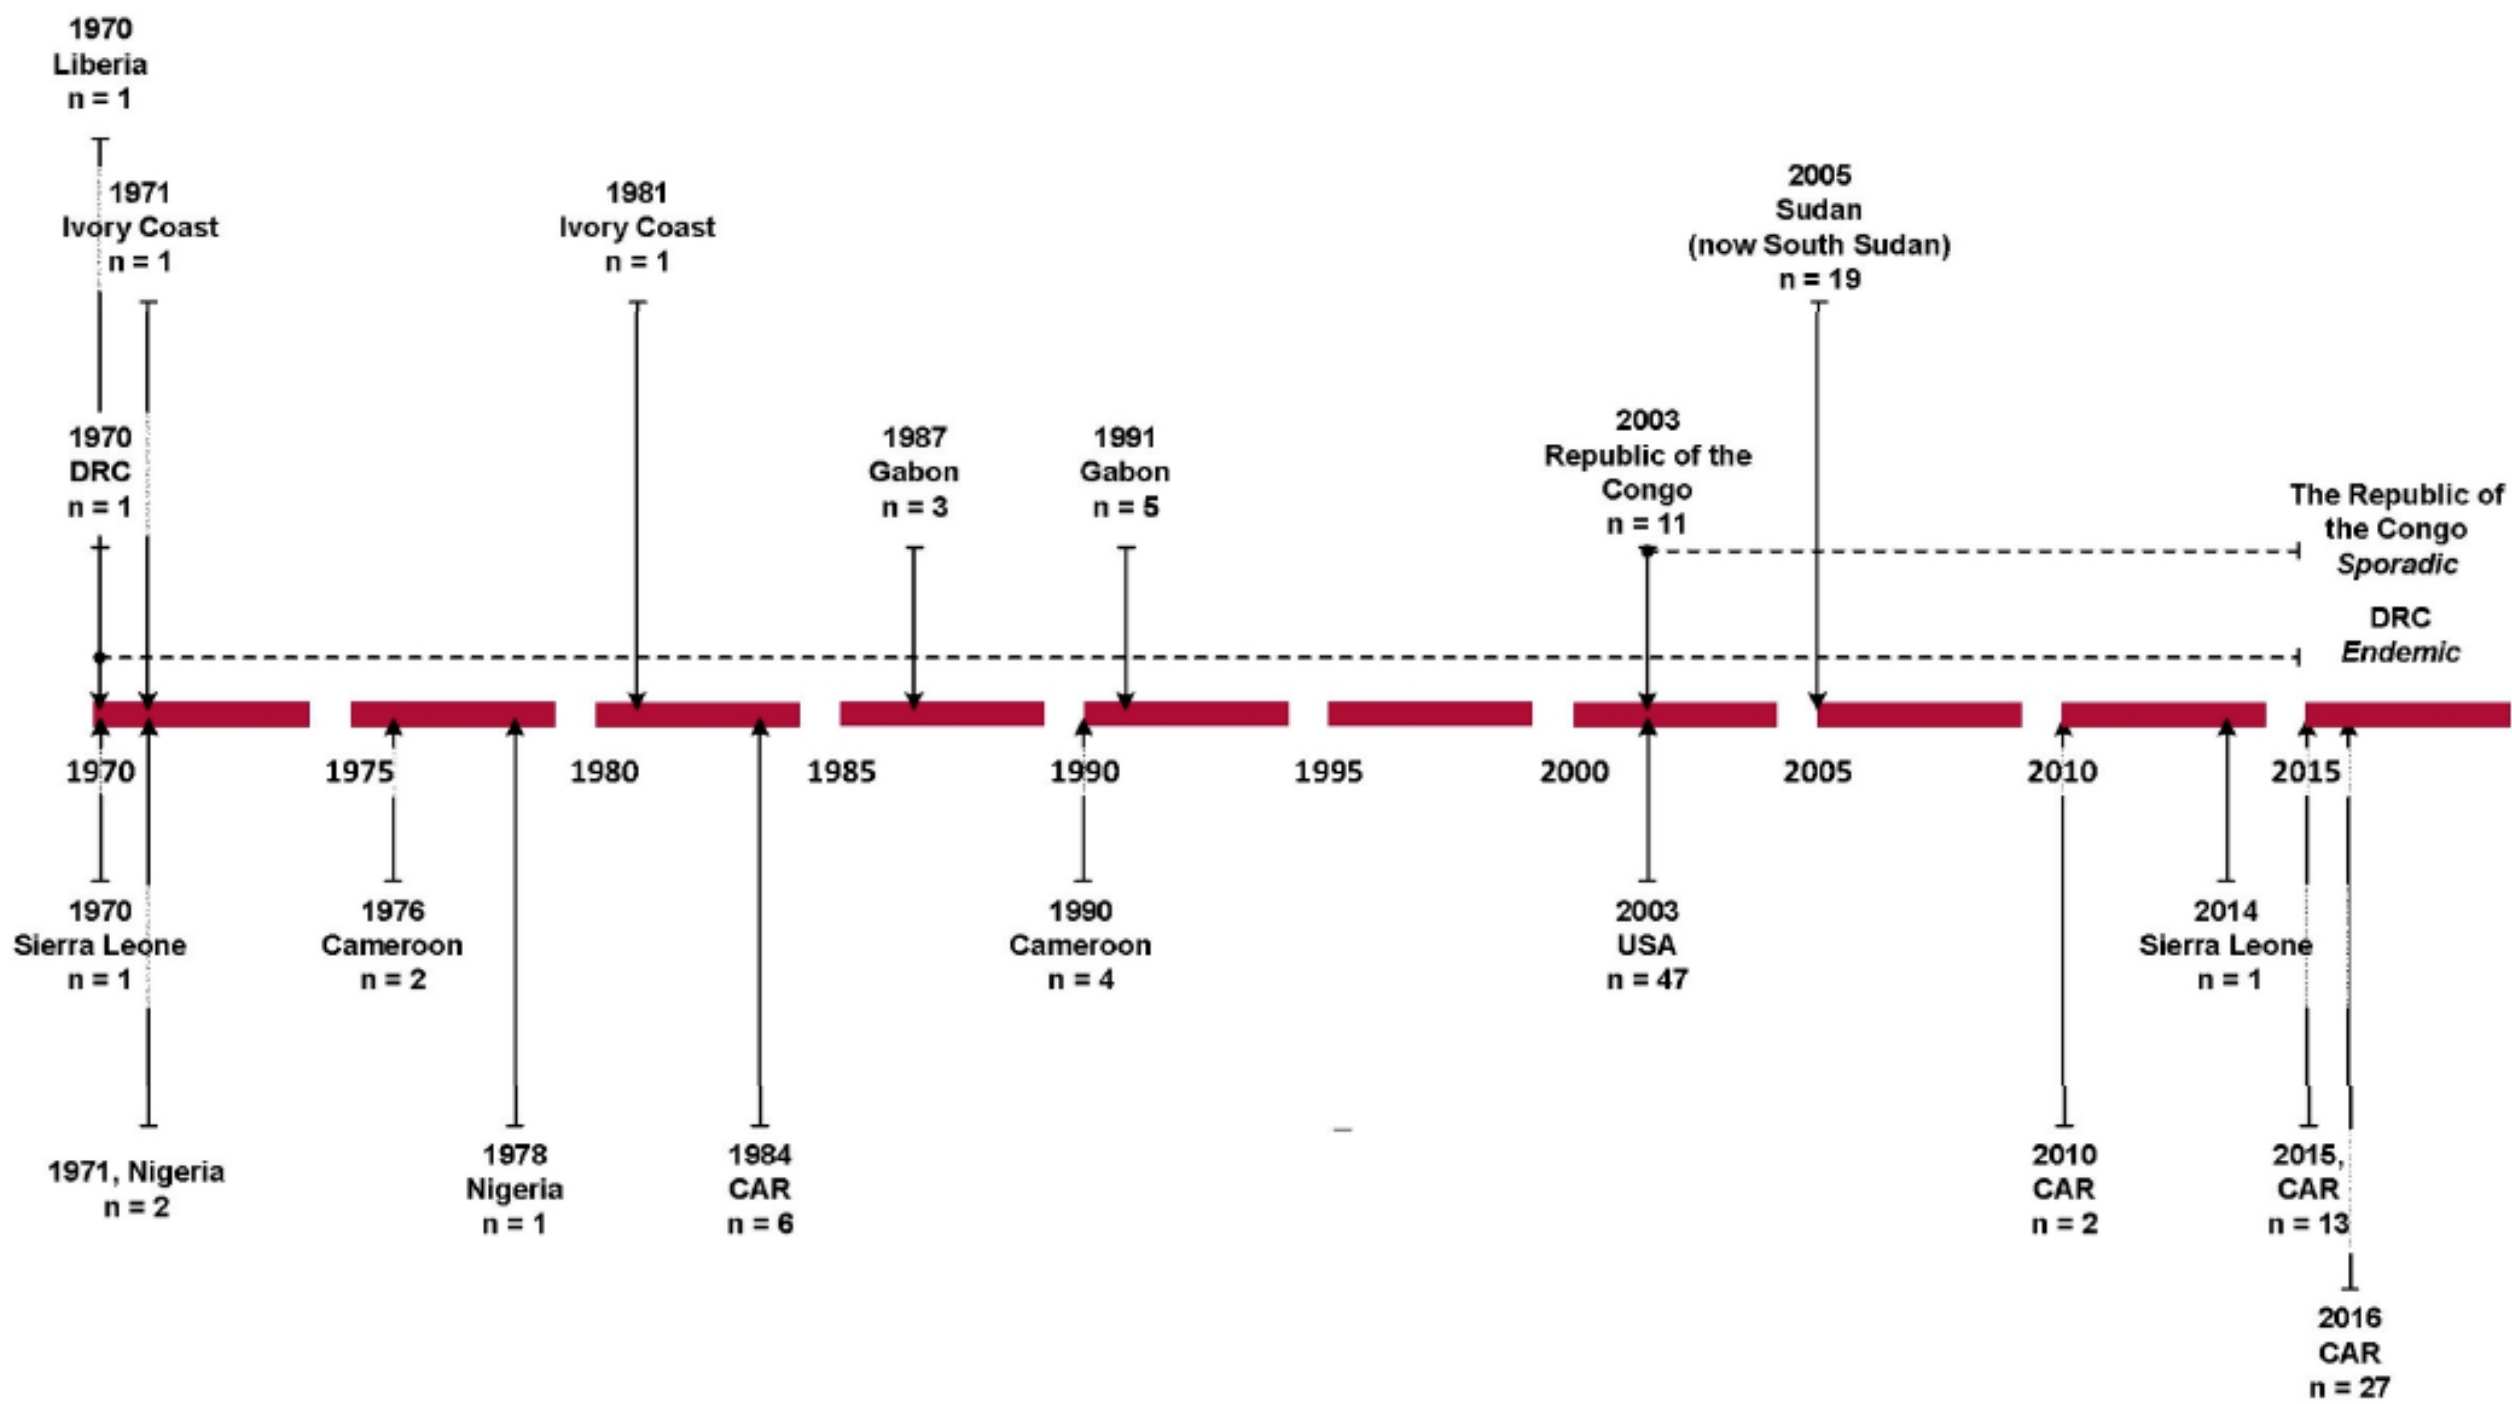 1970
Liberia
n = 1
1971
Ivory Coast
n = 1
1981
Ivory Coast
n = 1
2005
Sudan
(now South Sudan)
n = 19
1970
DRC
n = 1
1987
Gabon
n = 3
1991
Gabon
n = 5
2003
Republic of the
Congo
n = 11
The Republic of
the Congo
Sporadic
DRC
Endemic
1970
1975
1980
1985
1990
1995
2000
2005
2010
2015
1970
Sierra Leone
n = 1
1976
Cameroon
n = 2
1990
Cameroon
n = 4
2003
USA
n = 47
2014
Sierra Leone
n = 1
1971, Nigeria
n = 2
1978
Nigeria
n = 1
1984
CAR
n = 6
2010
CAR
n = 2
2015,
CAR
n = 13
2016
CAR
n = 27